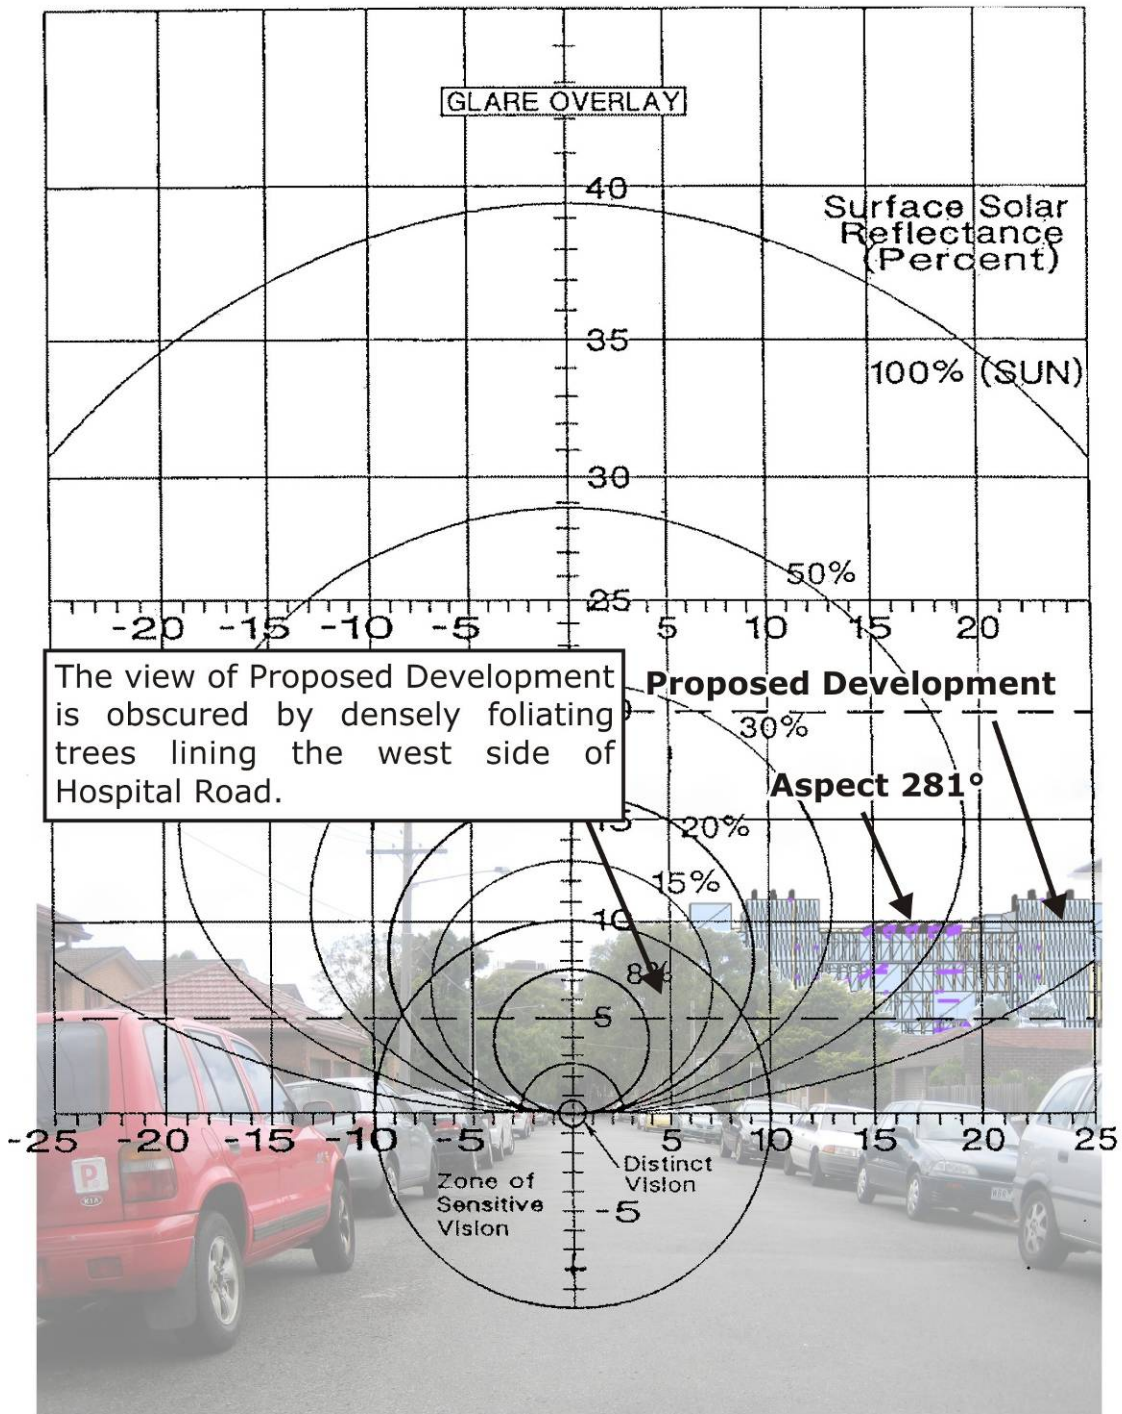 GLARE OVERLAY
40
Surface Solar
Reflectance
(Percent)
35
100% (SUN)
30
50%
25
-20 -15 -10 -5 5 10 15 20
The view of Proposed Development
is obscured by densely foliating
trees lining the west side of
Hospital Road.
Proposed Development
30%
Aspect 281°
20%
15%
10
8%
5
-25 -20 -15 -10 -5 5 10 15 20 25
Distinct
Vision
Zone of
Sensitive
Vision
-5
P
KIA